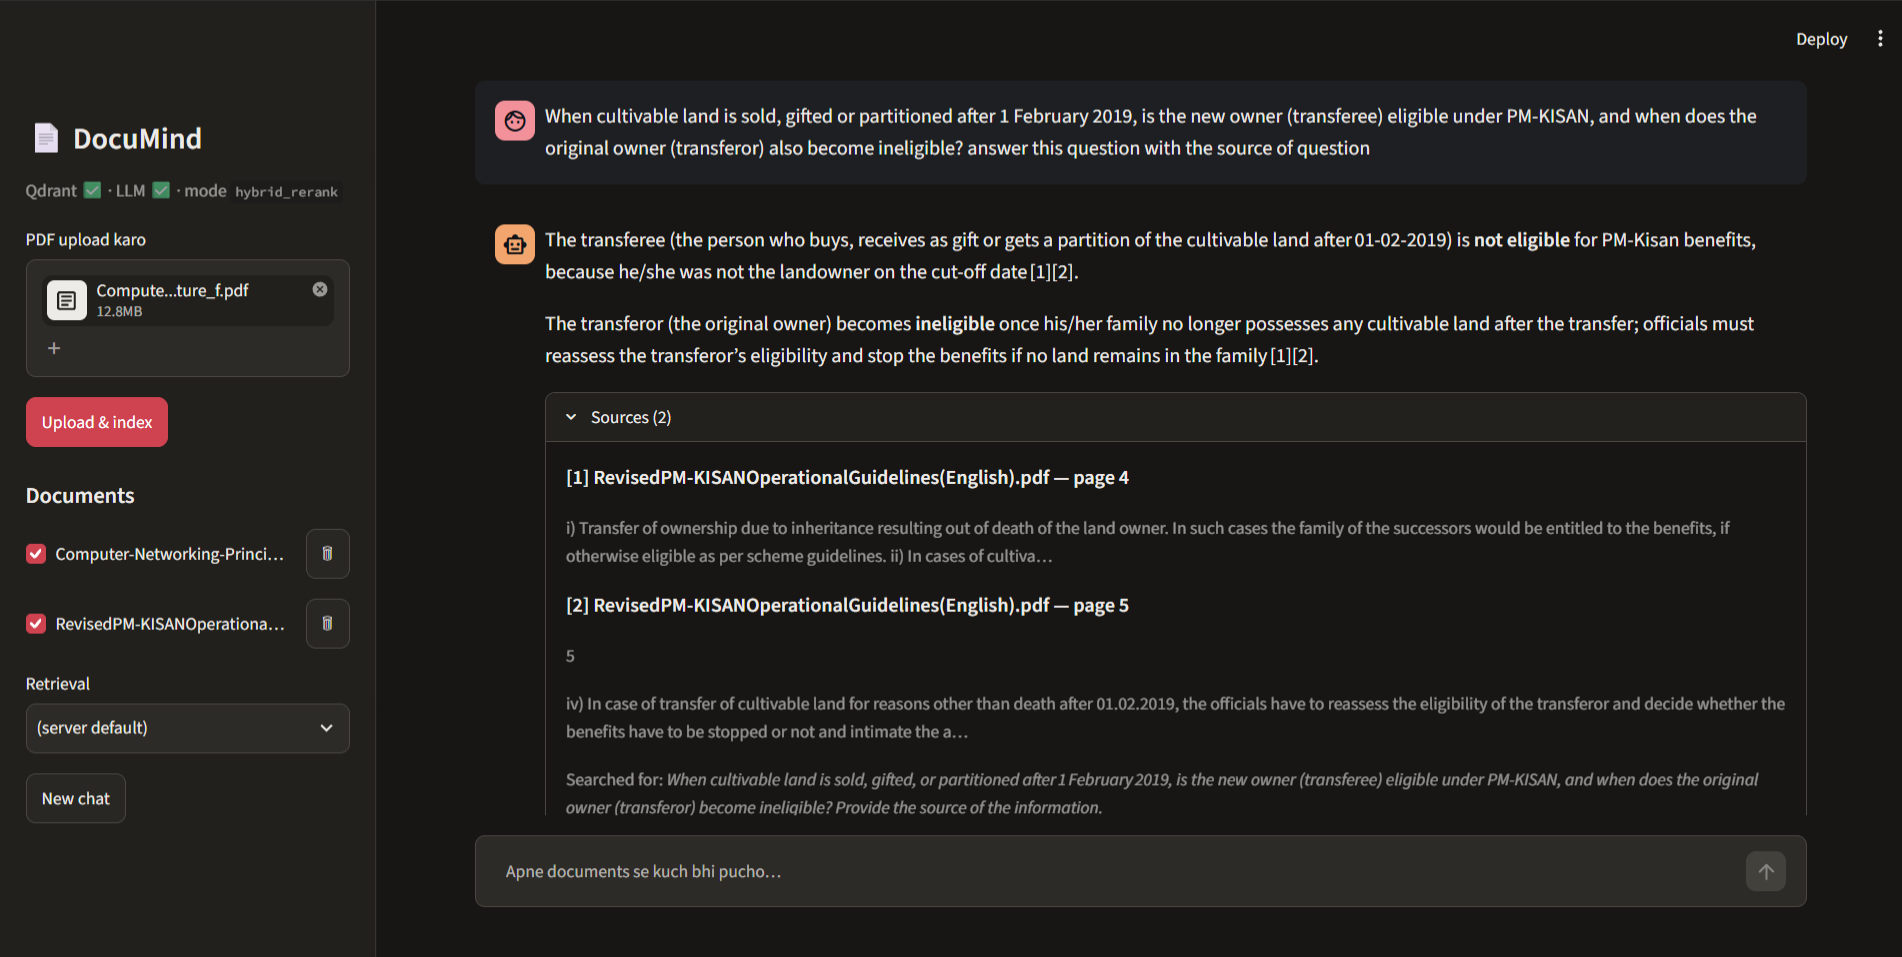 Deploy
DocuMind
Qdrant ✅ · LLM ✅ · mode hybrid_rerank
PDF upload karo
Compute...ture_f.pdf
12.8MB
+
Upload & index
Documents
Computer-Networking-Princi...
RevisedPM-KISANOperationa...
Retrieval
(server default)
New chat
When cultivable land is sold, gifted or partitioned after 1 February 2019, is the new owner (transferee) eligible under PM-KISAN, and when does the
original owner (transferor) also become ineligible? answer this question with the source of question
The transferee (the person who buys, receives as gift or gets a partition of the cultivable land after 01-02-2019) is not eligible for PM-Kisan benefits,
because he/she was not the landowner on the cut-off date [1][2].
The transferor (the original owner) becomes ineligible once his/her family no longer possesses any cultivable land after the transfer; officials must
reassess the transferor's eligibility and stop the benefits if no land remains in the family [1][2].
Sources (2)
[1] RevisedPM-KISANOperationalGuidelines(English).pdf — page 4
i) Transfer of ownership due to inheritance resulting out of death of the land owner. In such cases the family of the successors would be entitled to the benefits, if
otherwise eligible as per scheme guidelines. ii) In cases of cultiva...
[2] RevisedPM-KISANOperationalGuidelines(English).pdf — page 5
5
iv) In case of transfer of cultivable land for reasons other than death after 01.02.2019, the officials have to reassess the eligibility of the transferor and decide whether the
benefits have to be stopped or not and intimate the a...
Searched for: When cultivable land is sold, gifted, or partitioned after 1 February 2019, is the new owner (transferee) eligible under PM-KISAN, and when does the original
owner (transferor) become ineligible? Provide the source of the information.
Apne documents se kuch bhi pucho...